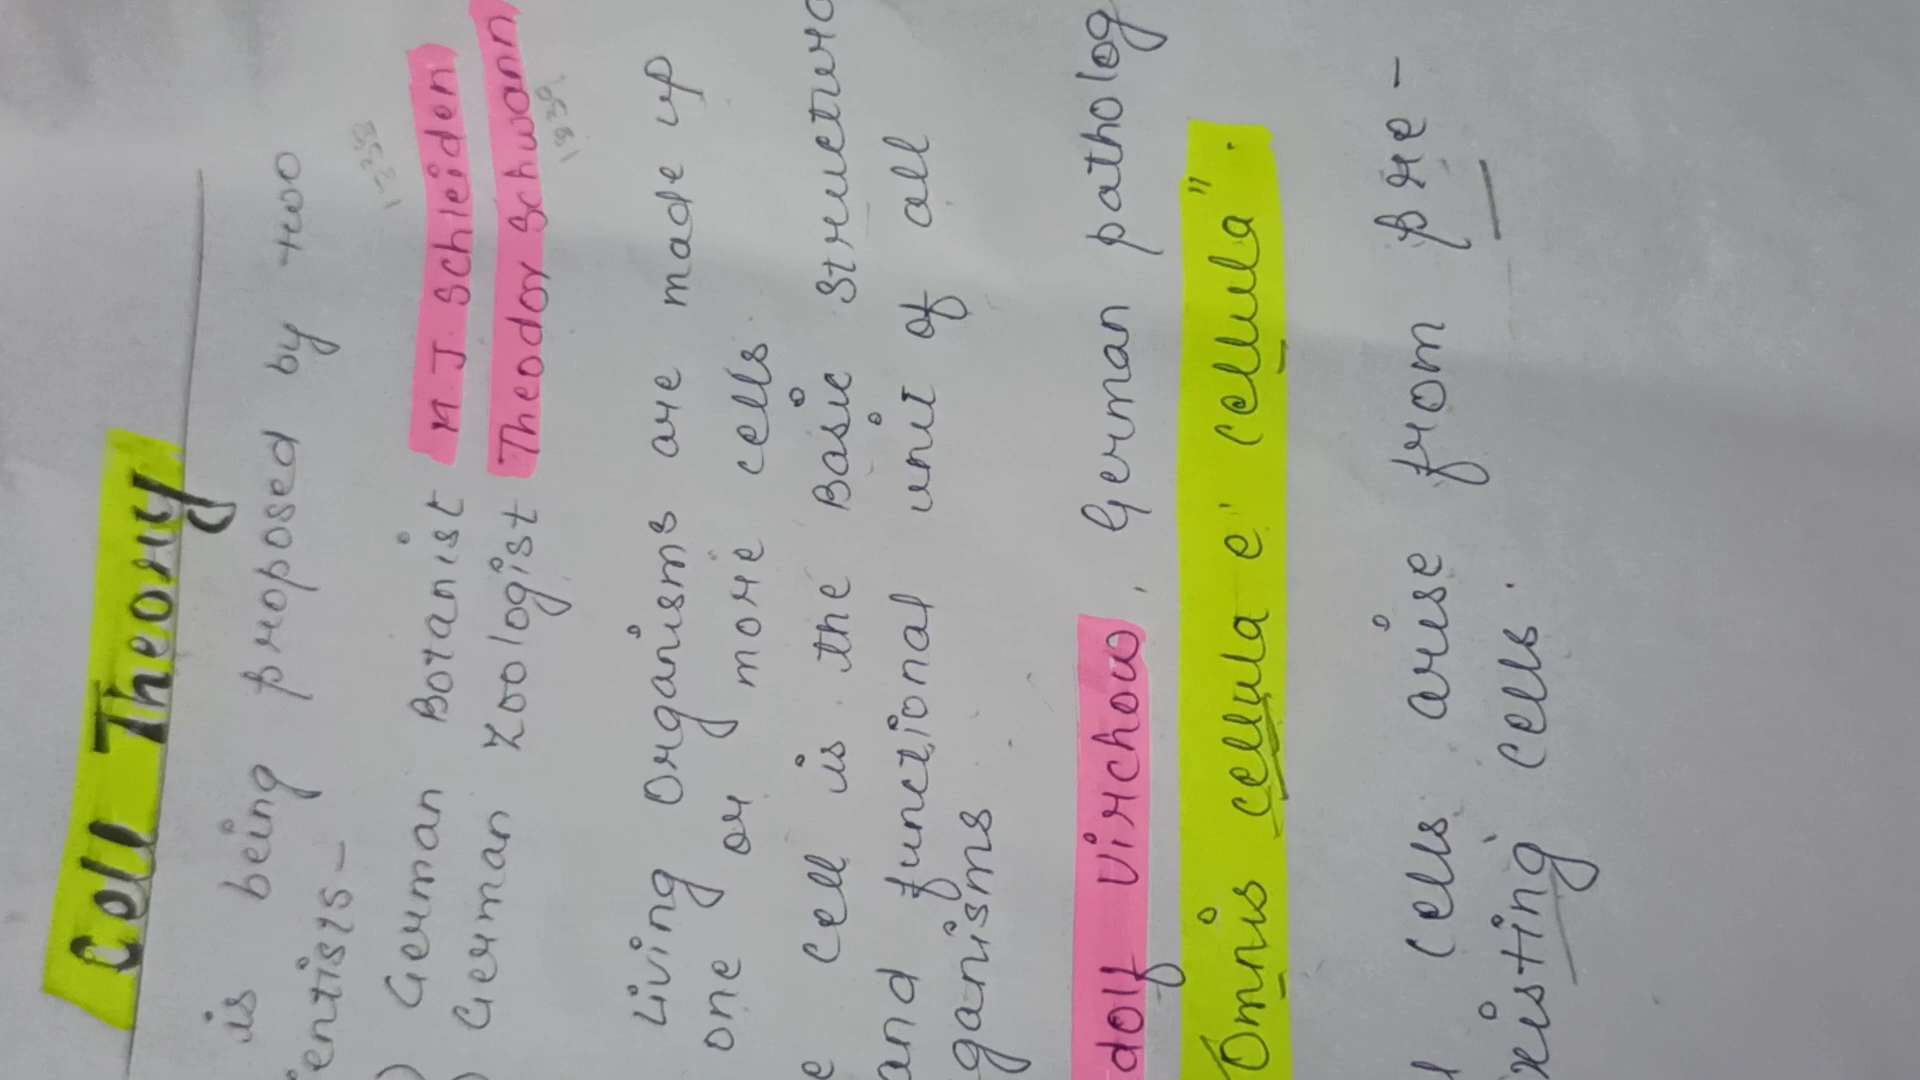 Cell Theory
is being proposed by two
entists -
1838
) German Botanist M. J. Schleiden
) German Zoologist Theodor Schwann
1839
Living Organisms are made up
one or more cells
e cell is the Basic structura
and functional unit of all
ganisms
dolf Virchow, German patholog
"Omnis cellula e' cellula".
l cells arise from pre-
xisting cells.